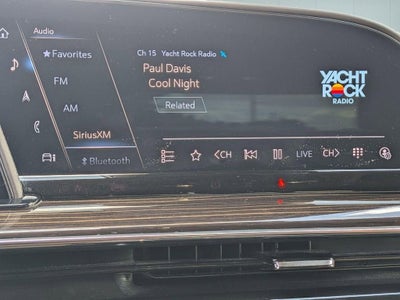 Audio
★Favorites
FM
AM
SiriusXM
Bluetooth
Ch 15 Yacht Rock Radio
Paul Davis
Cool Night
Related
YACHT
ROCK
RADIO
<CH
LIVE
CH>